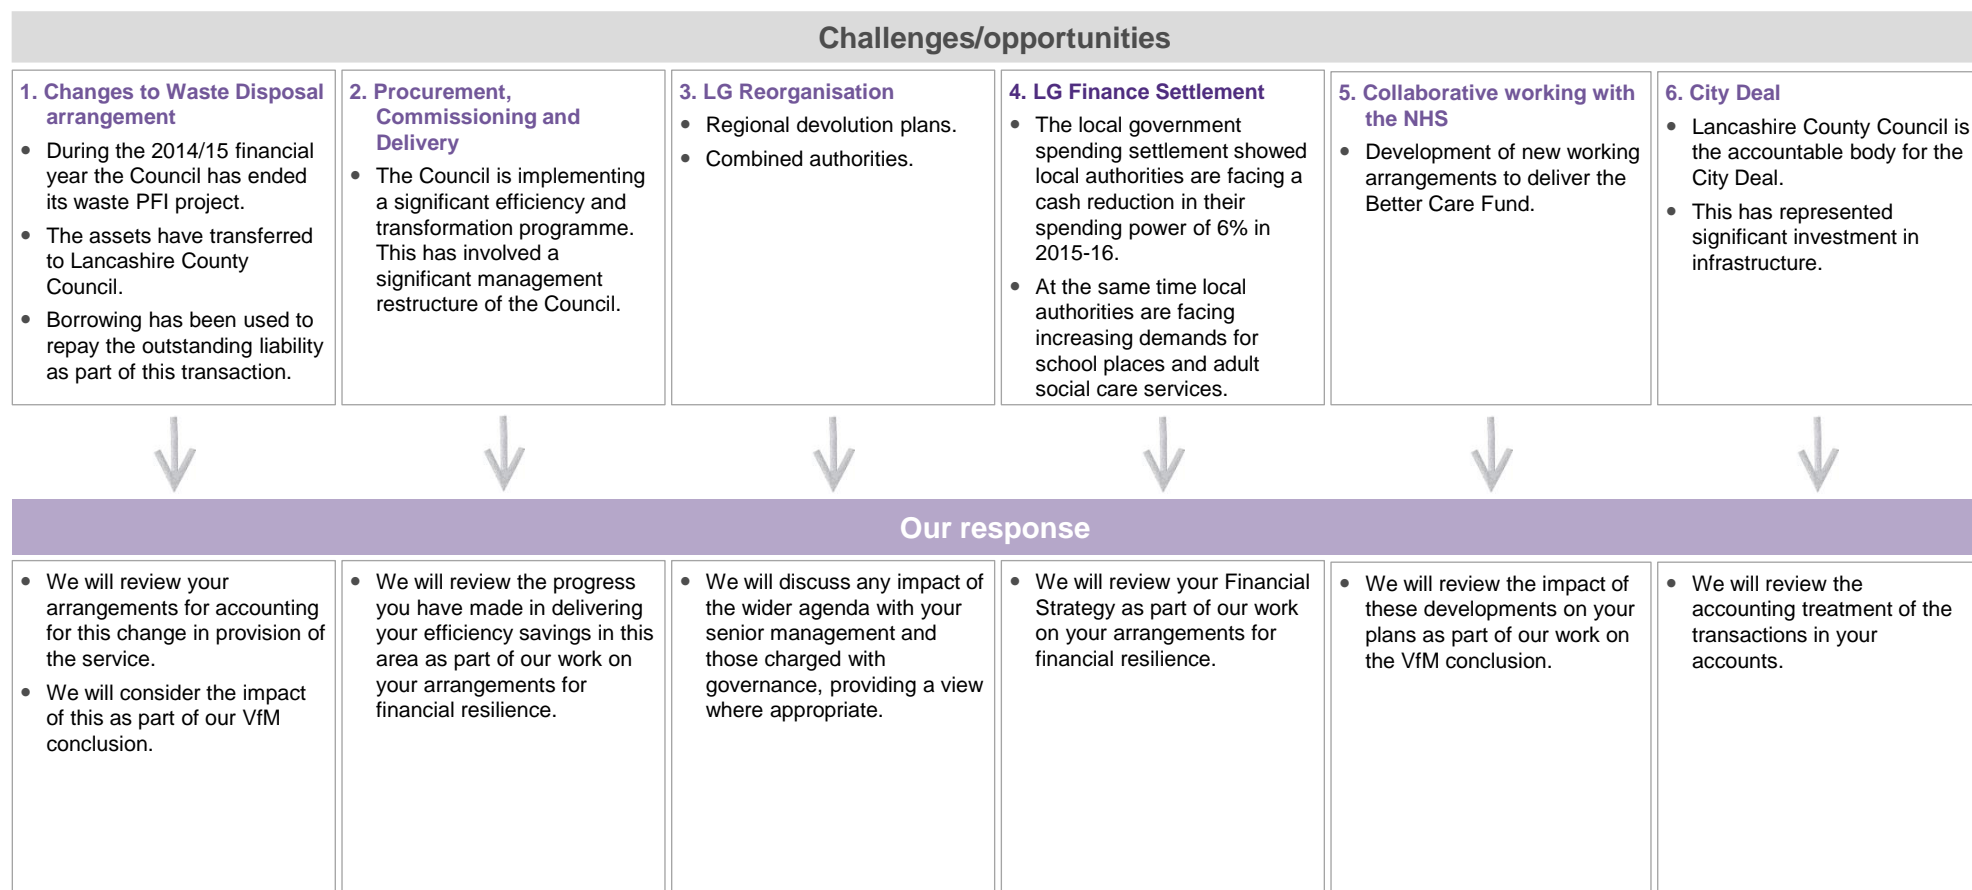 Challenges/opportunities
1. Changes to Waste Disposal
arrangement
• During the 2014/15 financial
year the Council has ended
its waste PFI project.
• The assets have transferred
to Lancashire County
Council.
• Borrowing has been used to
repay the outstanding liability
as part of this transaction.
2. Procurement,
Commissioning and
Delivery
• The Council is implementing
a significant efficiency and
transformation programme.
This has involved a
significant management
restructure of the Council.
3. LG Reorganisation
• Regional devolution plans.
• Combined authorities.
4. LG Finance Settlement
• The local government
spending settlement showed
local authorities are facing a
cash reduction in their
spending power of 6% in
2015-16.
• At the same time local
authorities are facing
increasing demands for
school places and adult
social care services.
5. Collaborative working with
the NHS
• Development of new working
arrangements to deliver the
Better Care Fund.
6. City Deal
• Lancashire County Council is
the accountable body for the
City Deal.
• This has represented
significant investment in
infrastructure.
Our response
• We will review your
arrangements for accounting
for this change in provision of
the service.
• We will consider the impact
of this as part of our VfM
conclusion.
• We will review the progress
you have made in delivering
your efficiency savings in this
area as part of our work on
your arrangements for
financial resilience.
• We will discuss any impact of
the wider agenda with your
senior management and
those charged with
governance, providing a view
where appropriate.
• We will review your Financial
Strategy as part of our work
on your arrangements for
financial resilience.
• We will review the impact of
these developments on your
plans as part of our work on
the VfM conclusion.
• We will review the
accounting treatment of the
transactions in your
accounts.